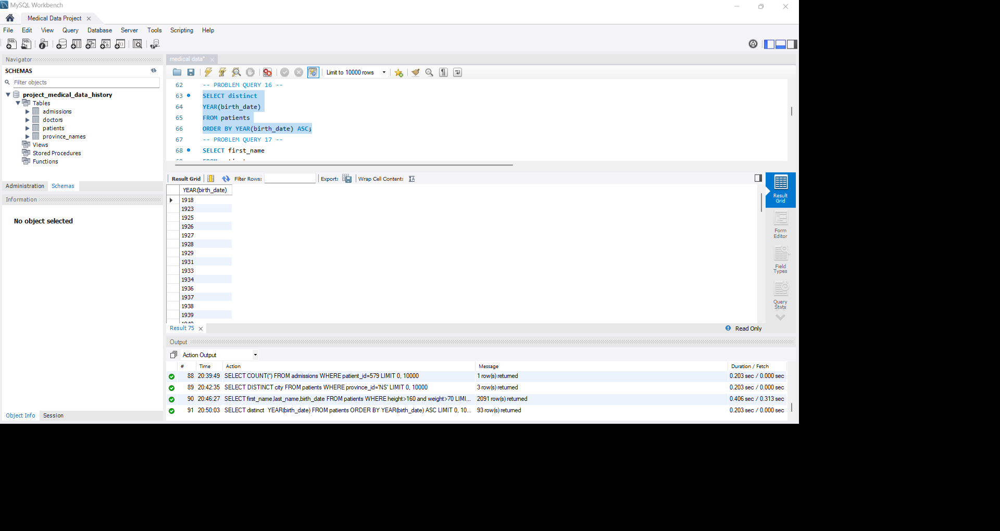 MySQL Workbench
Medical Data Project
File Edit View Query Database Server Tools Scripting Help
Navigator
SCHEMAS
Filter objects
project_medical_data_history
Tables
admissions
doctors
patients
province_names
Views
Stored Procedures
Functions
Administration Schemas
Information
No object selected
Object Info Session
medical data*
Limit to 10000 rows
62 -- PROBLEM QUERY 16 --
63 SELECT distinct
64 YEAR(birth_date)
65 FROM patients
66 ORDER BY YEAR(birth_date) ASC;
67 -- PROBLEM QUERY 17 --
68 SELECT first_name
Result Grid Filter Rows: Export: Wrap Cell Content:
YEAR(birth_date)
1918
1923
1925
1926
1927
1928
1929
1931
1933
1934
1936
1937
1938
1939
Result Grid
Form Editor
Field Types
Query Stats
Result 75
Read Only
Output
Action Output
# Time Action Message Duration / Fetch
88 20:39:49 SELECT COUNT(*) FROM admissions WHERE patient_id=579 LIMIT 0, 10000 1 row(s) returned 0.203 sec / 0.000 sec
89 20:42:35 SELECT DISTINCT city FROM patients WHERE province_id='NS' LIMIT 0, 10000 3 row(s) returned 0.203 sec / 0.000 sec
90 20:46:27 SELECT first_name,last_name,birth_date FROM patients WHERE height>160 and weight>70 LIMI... 2091 row(s) returned 0.406 sec / 0.313 sec
91 20:50:03 SELECT distinct YEAR(birth_date) FROM patients ORDER BY YEAR(birth_date) ASC LIMIT 0, 10... 93 row(s) returned 0.203 sec / 0.000 sec